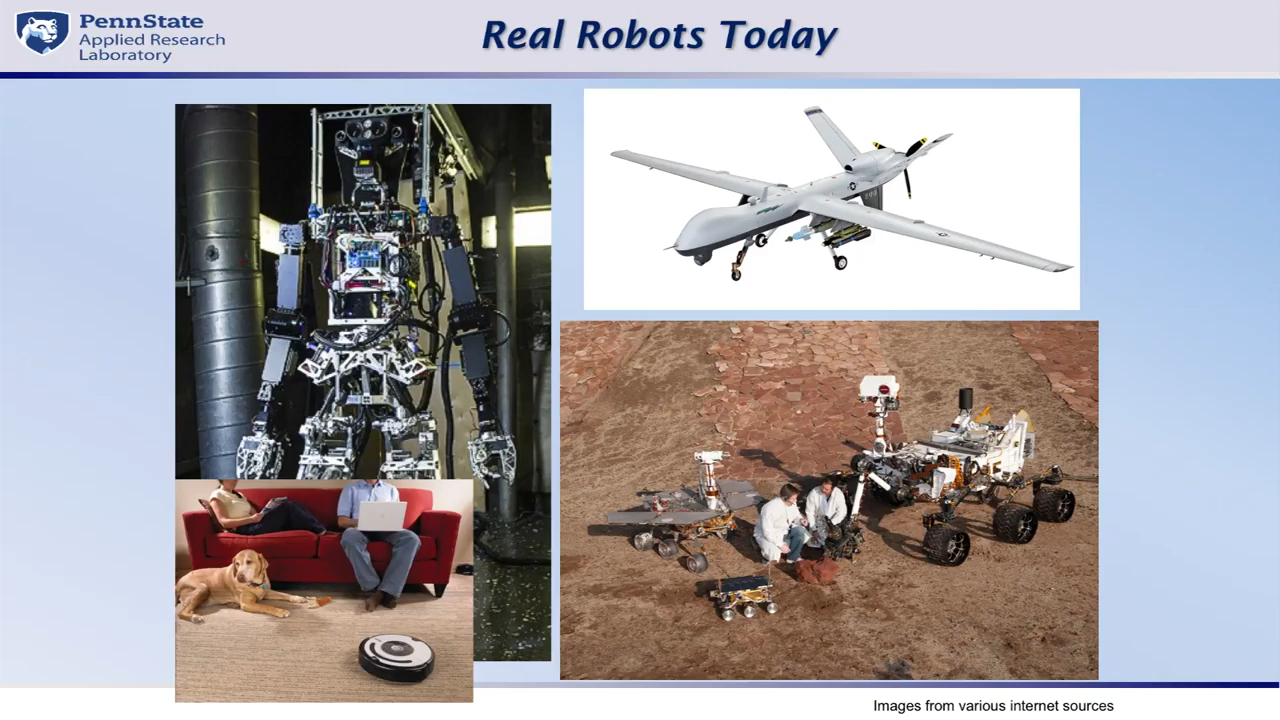 PennState
Applied Research
Laboratory
Real Robots Today
Images from various internet sources